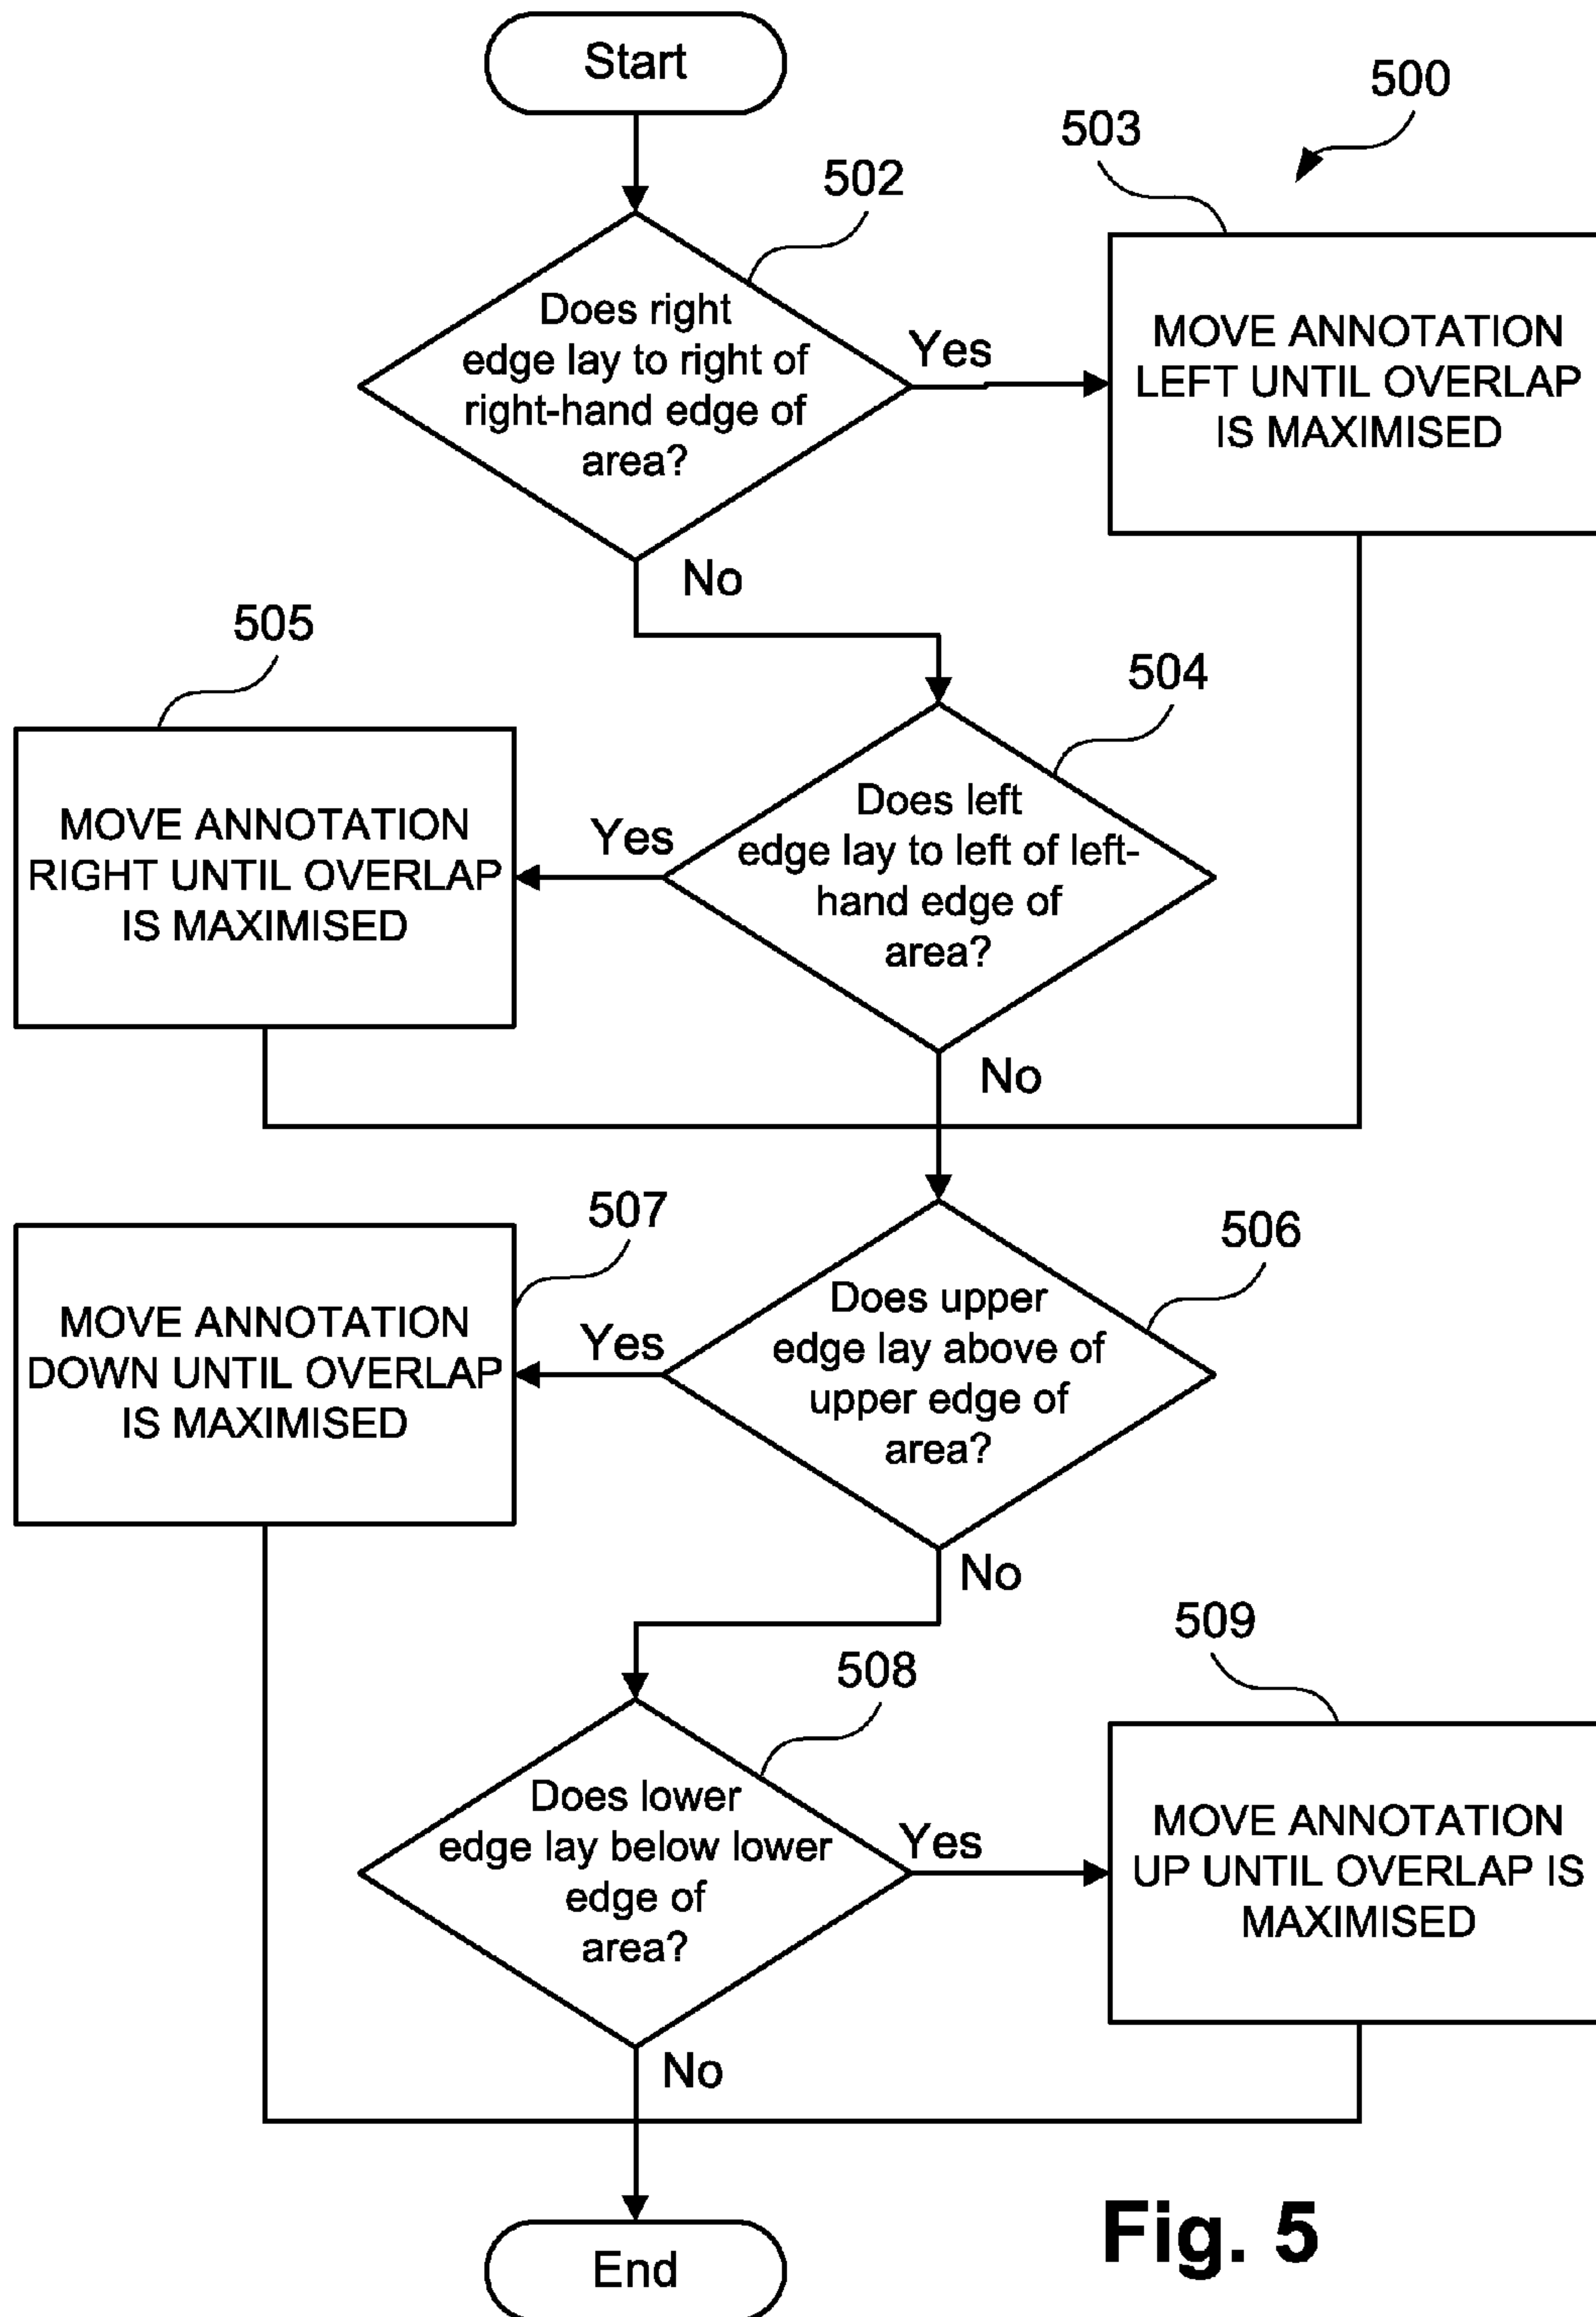 Start
500
503
502
Does right
edge lay to right of
right-hand edge of
area?
Yes
MOVE ANNOTATION
LEFT UNTIL OVERLAP
IS MAXIMISED
No
505
504
MOVE ANNOTATION
RIGHT UNTIL OVERLAP
IS MAXIMISED
Yes
Does left
edge lay to left of left-
hand edge of
area?
No
507
506
MOVE ANNOTATION
DOWN UNTIL OVERLAP
IS MAXIMISED
Yes
Does upper
edge lay above of
upper edge of
area?
No
509
508
Does lower
edge lay below lower
edge of
area?
Yes
MOVE ANNOTATION
UP UNTIL OVERLAP IS
MAXIMISED
No
End
Fig. 5